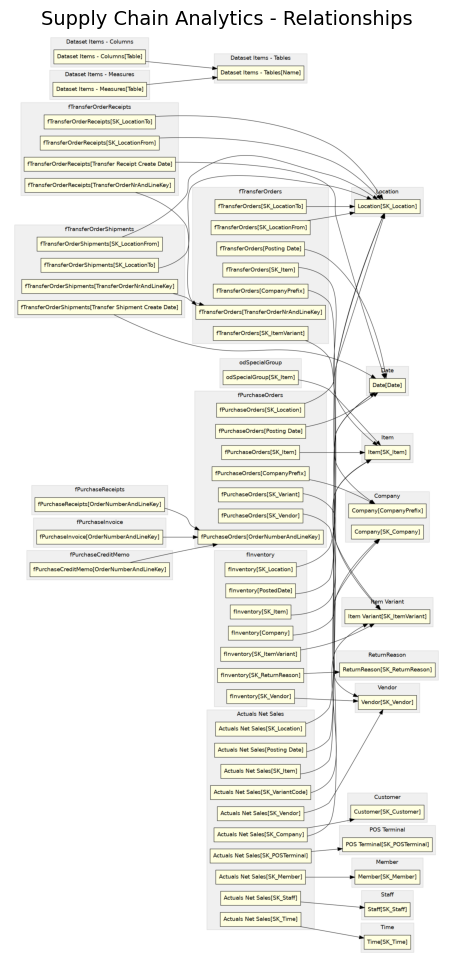 Supply Chain Analytics - Relationships
Dataset Items - Columns
Dataset Items - Columns[Table]
Dataset Items - Measures
Dataset Items - Measures[Table]
Dataset Items - Tables
Dataset Items - Tables[Name]
fTransferOrderReceipts
fTransferOrderReceipts[SK_LocationTo]
fTransferOrderReceipts[SK_LocationFrom]
fTransferOrderReceipts[Transfer Receipt Create Date]
fTransferOrderReceipts[TransferOrderNrAndLineKey]
fTransferOrderShipments
fTransferOrderShipments[SK_LocationFrom]
fTransferOrderShipments[SK_LocationTo]
fTransferOrderShipments[TransferOrderNrAndLineKey]
fTransferOrderShipments[Transfer Shipment Create Date]
fTransferOrders
fTransferOrders[SK_LocationTo]
fTransferOrders[SK_LocationFrom]
fTransferOrders[Posting Date]
fTransferOrders[SK_Item]
fTransferOrders[CompanyPrefix]
fTransferOrders[TransferOrderNrAndLineKey]
fTransferOrders[SK_ItemVariant]
odSpecialGroup
odSpecialGroup[SK_Item]
fPurchaseOrders
fPurchaseOrders[SK_Location]
fPurchaseOrders[Posting Date]
fPurchaseOrders[SK_Item]
fPurchaseOrders[CompanyPrefix]
fPurchaseOrders[SK_Variant]
fPurchaseOrders[SK_Vendor]
fPurchaseOrders[OrderNumberAndLineKey]
fPurchaseReceipts
fPurchaseReceipts[OrderNumberAndLineKey]
fPurchaseInvoice
fPurchaseInvoice[OrderNumberAndLineKey]
fPurchaseCreditMemo
fPurchaseCreditMemo[OrderNumberAndLineKey]
fInventory
fInventory[SK_Location]
fInventory[PostedDate]
fInventory[SK_Item]
fInventory[Company]
fInventory[SK_ItemVariant]
fInventory[SK_ReturnReason]
fInventory[SK_Vendor]
Actuals Net Sales
Actuals Net Sales[SK_Location]
Actuals Net Sales[Posting Date]
Actuals Net Sales[SK_Item]
Actuals Net Sales[SK_VariantCode]
Actuals Net Sales[SK_Vendor]
Actuals Net Sales[SK_Company]
Actuals Net Sales[SK_POSTerminal]
Actuals Net Sales[SK_Member]
Actuals Net Sales[SK_Staff]
Actuals Net Sales[SK_Time]
Location
Location[SK_Location]
Date
Date[Date]
Item
Item[SK_Item]
Company
Company[CompanyPrefix]
Company[SK_Company]
Item Variant
Item Variant[SK_ItemVariant]
ReturnReason
ReturnReason[SK_ReturnReason]
Vendor
Vendor[SK_Vendor]
Customer
Customer[SK_Customer]
POS Terminal
POS Terminal[SK_POSTerminal]
Member
Member[SK_Member]
Staff
Staff[SK_Staff]
Time
Time[SK_Time]